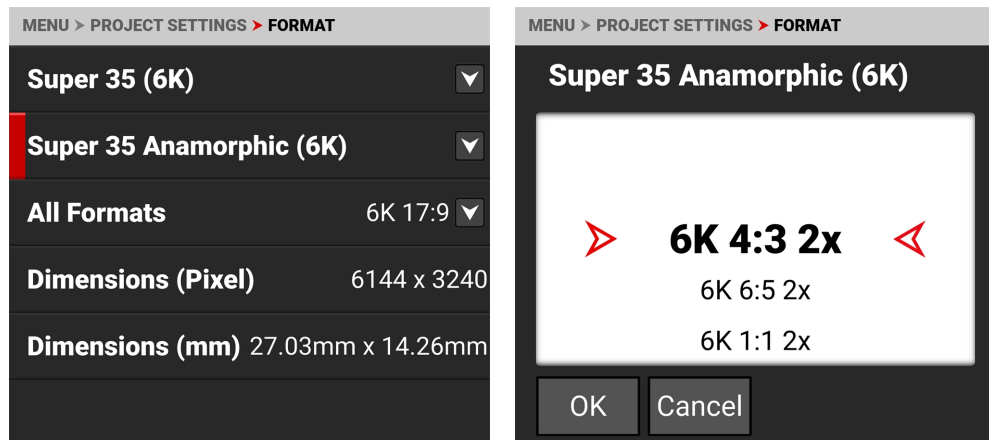 MENU > PROJECT SETTINGS > FORMAT
Super 35 (6K)
Super 35 Anamorphic (6K)
All Formats 6K 17:9
Dimensions (Pixel) 6144 x 3240
Dimensions (mm) 27.03mm x 14.26mm
MENU > PROJECT SETTINGS > FORMAT
Super 35 Anamorphic (6K)
6K 4:3 2x
6K 6:5 2x
6K 1:1 2x
OK Cancel